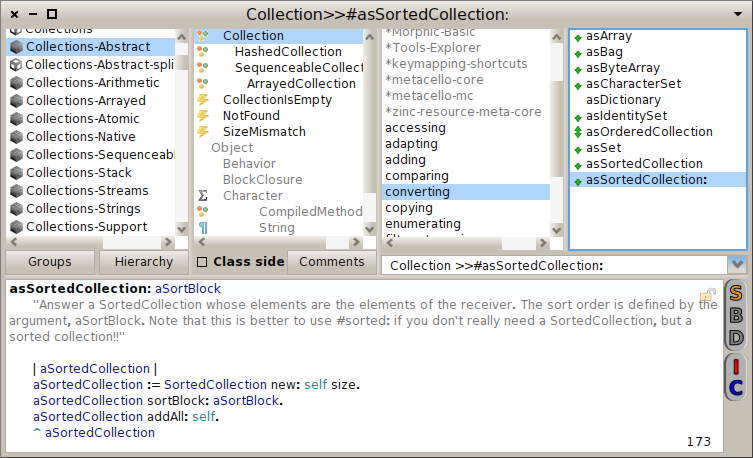 Collection>>#asSortedCollection:
Collections
Collections-Abstract
Collections-Abstract-spli
Collections-Arithmetic
Collections-Arrayed
Collections-Atomic
Collections-Native
Collections-Sequenceab
Collections-Stack
Collections-Streams
Collections-Strings
Collections-Support
Collection
HashedCollection
SequenceableCollect
ArrayedCollection
CollectionIsEmpty
NotFound
SizeMismatch
Object
Behavior
BlockClosure
Character
CompiledMethod
String
*Morphic-Basic
*Tools-Explorer
*keymapping-shortcuts
*metacello-core
*metacello-mc
*zinc-resource-meta-core
accessing
adapting
adding
comparing
converting
copying
enumerating
asArray
asBag
asByteArray
asCharacterSet
asDictionary
asIdentitySet
asOrderedCollection
asSet
asSortedCollection
asSortedCollection:
Groups
Hierarchy
Class side
Comments
Collection >>#asSortedCollection:
asSortedCollection: aSortBlock
"Answer a SortedCollection whose elements are the elements of the receiver. The sort order is defined by the
argument, aSortBlock. Note that this is better to use #sorted: if you don't really need a SortedCollection, but a
sorted collection!!"
| aSortedCollection |
aSortedCollection := SortedCollection new: self size.
aSortedCollection sortBlock: aSortBlock.
aSortedCollection addAll: self.
^ aSortedCollection
173
S
B
D
I
C